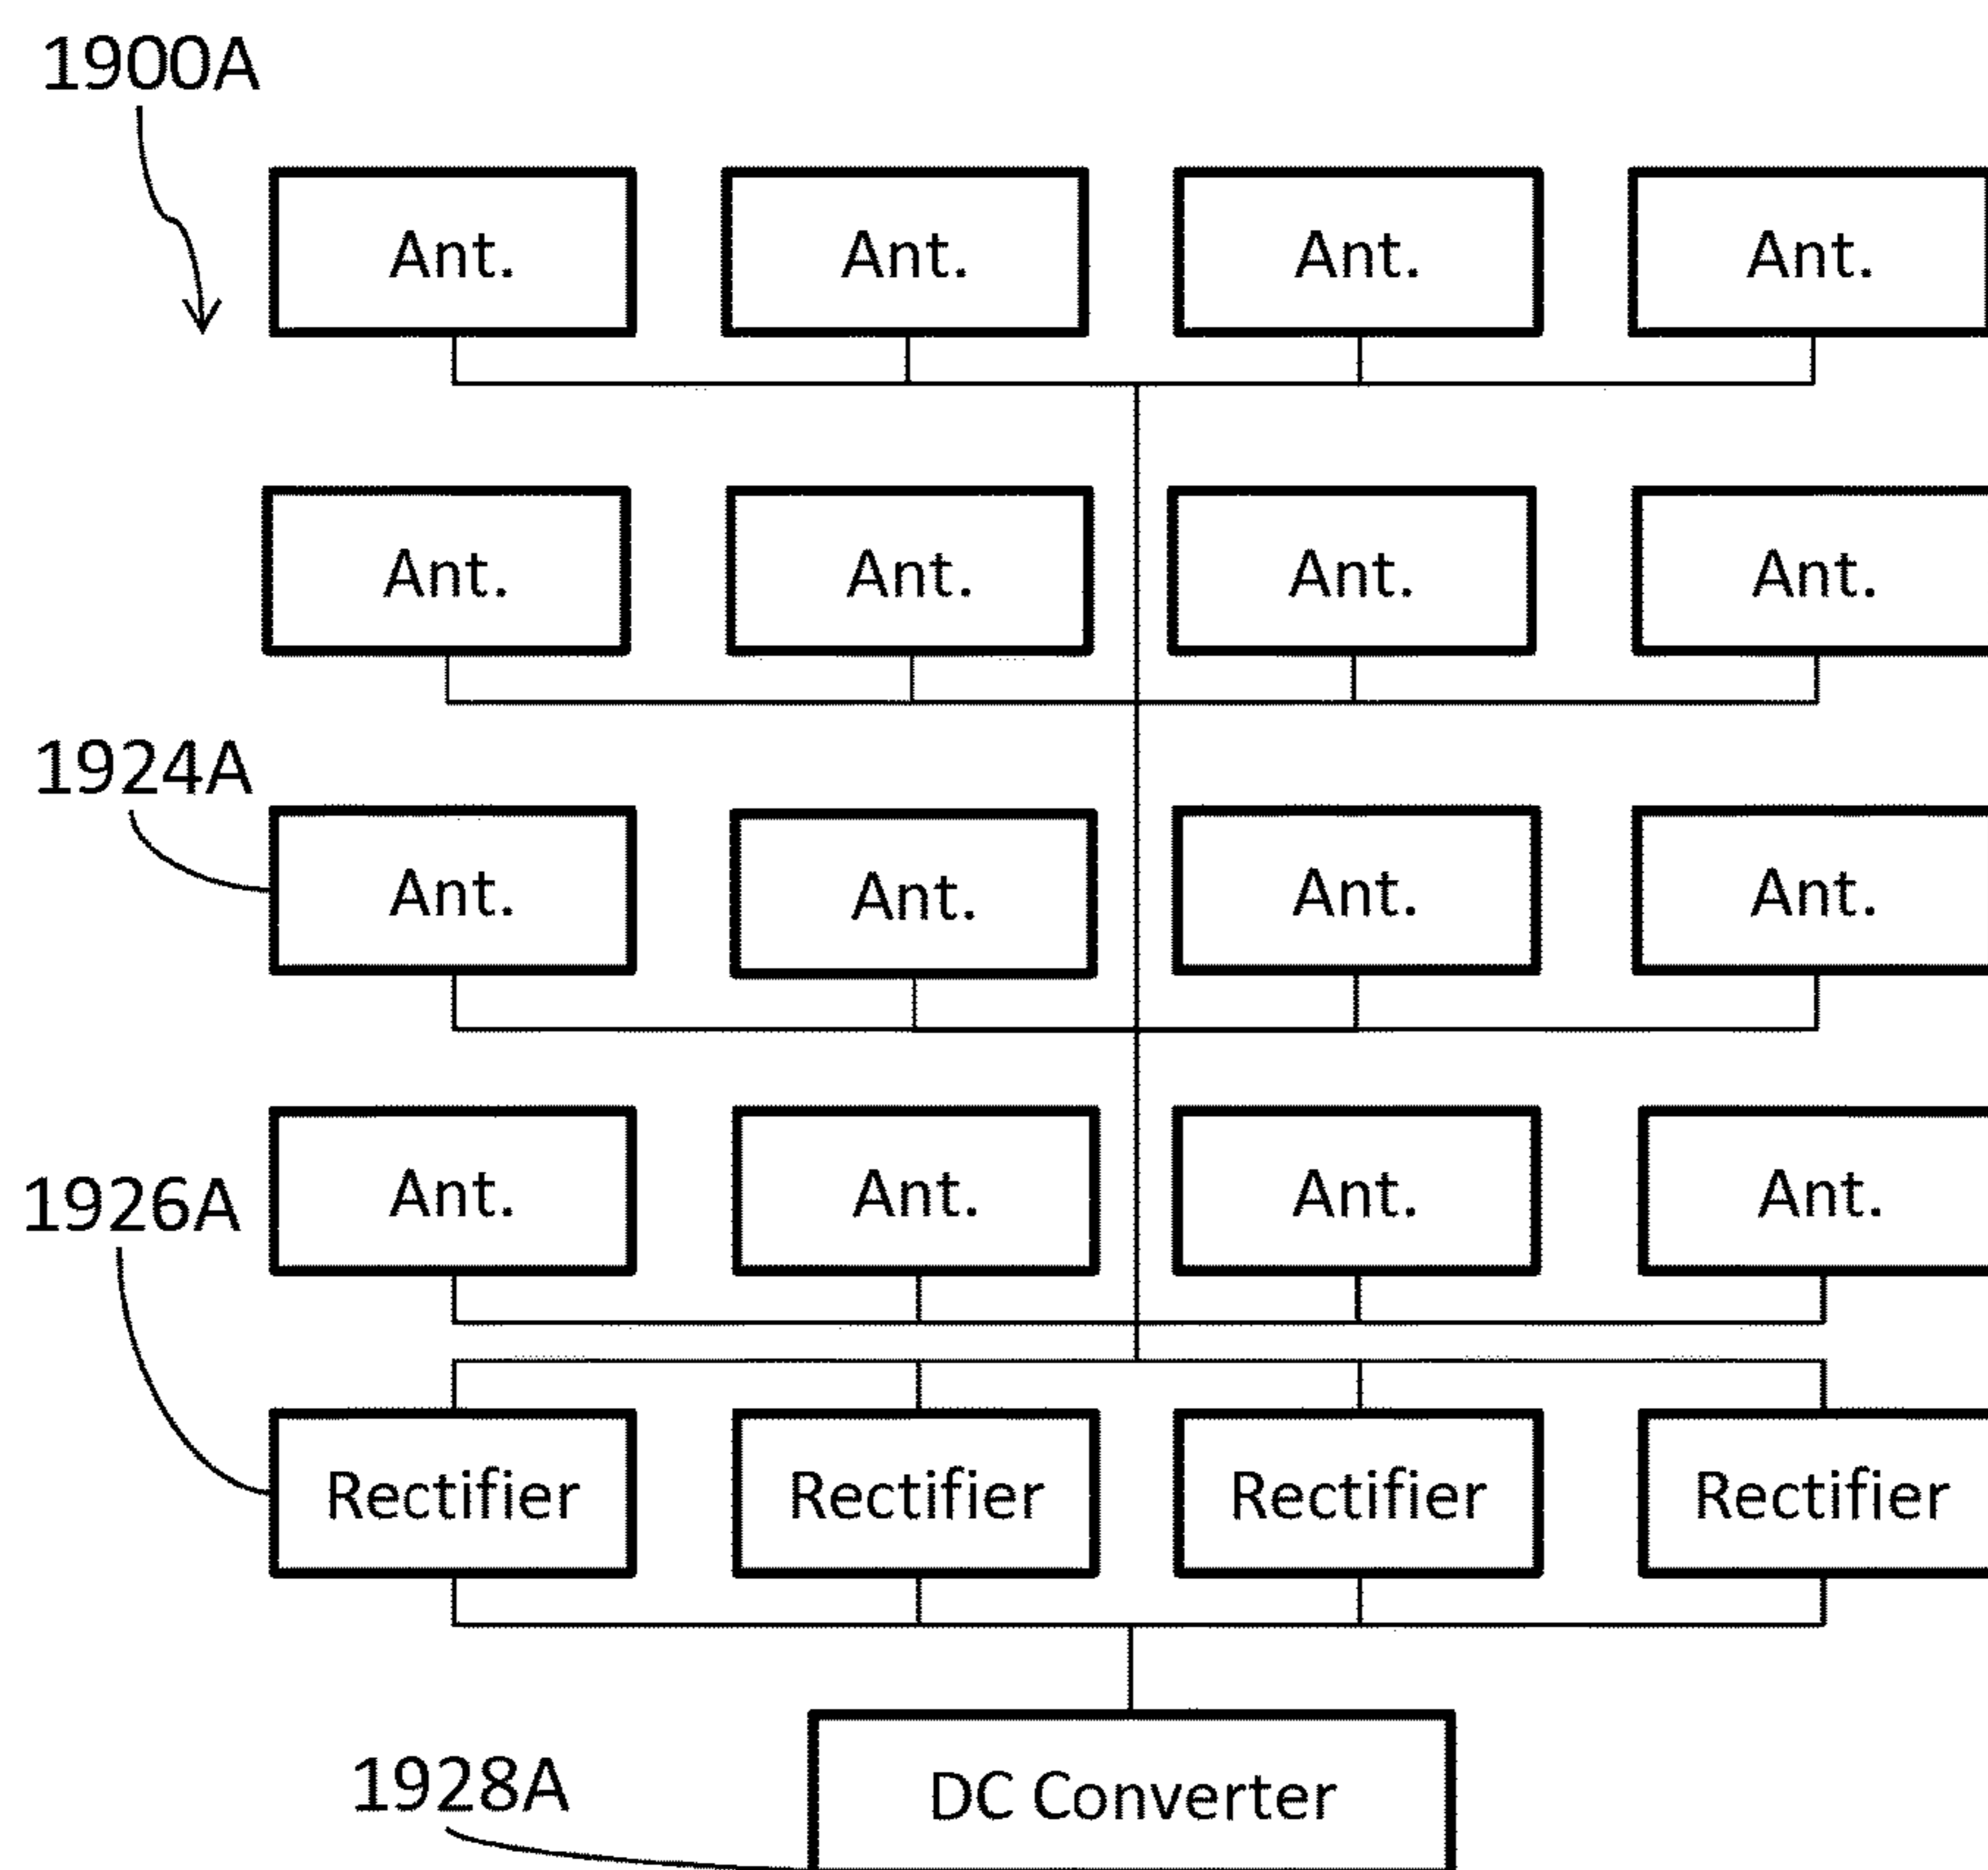 1900A
Ant. Ant. Ant. Ant.
Ant. Ant. Ant. Ant.
1924A
Ant. Ant. Ant. Ant.
1926A
Ant. Ant. Ant. Ant.
Rectifier Rectifier Rectifier Rectifier
1928A
DC Converter